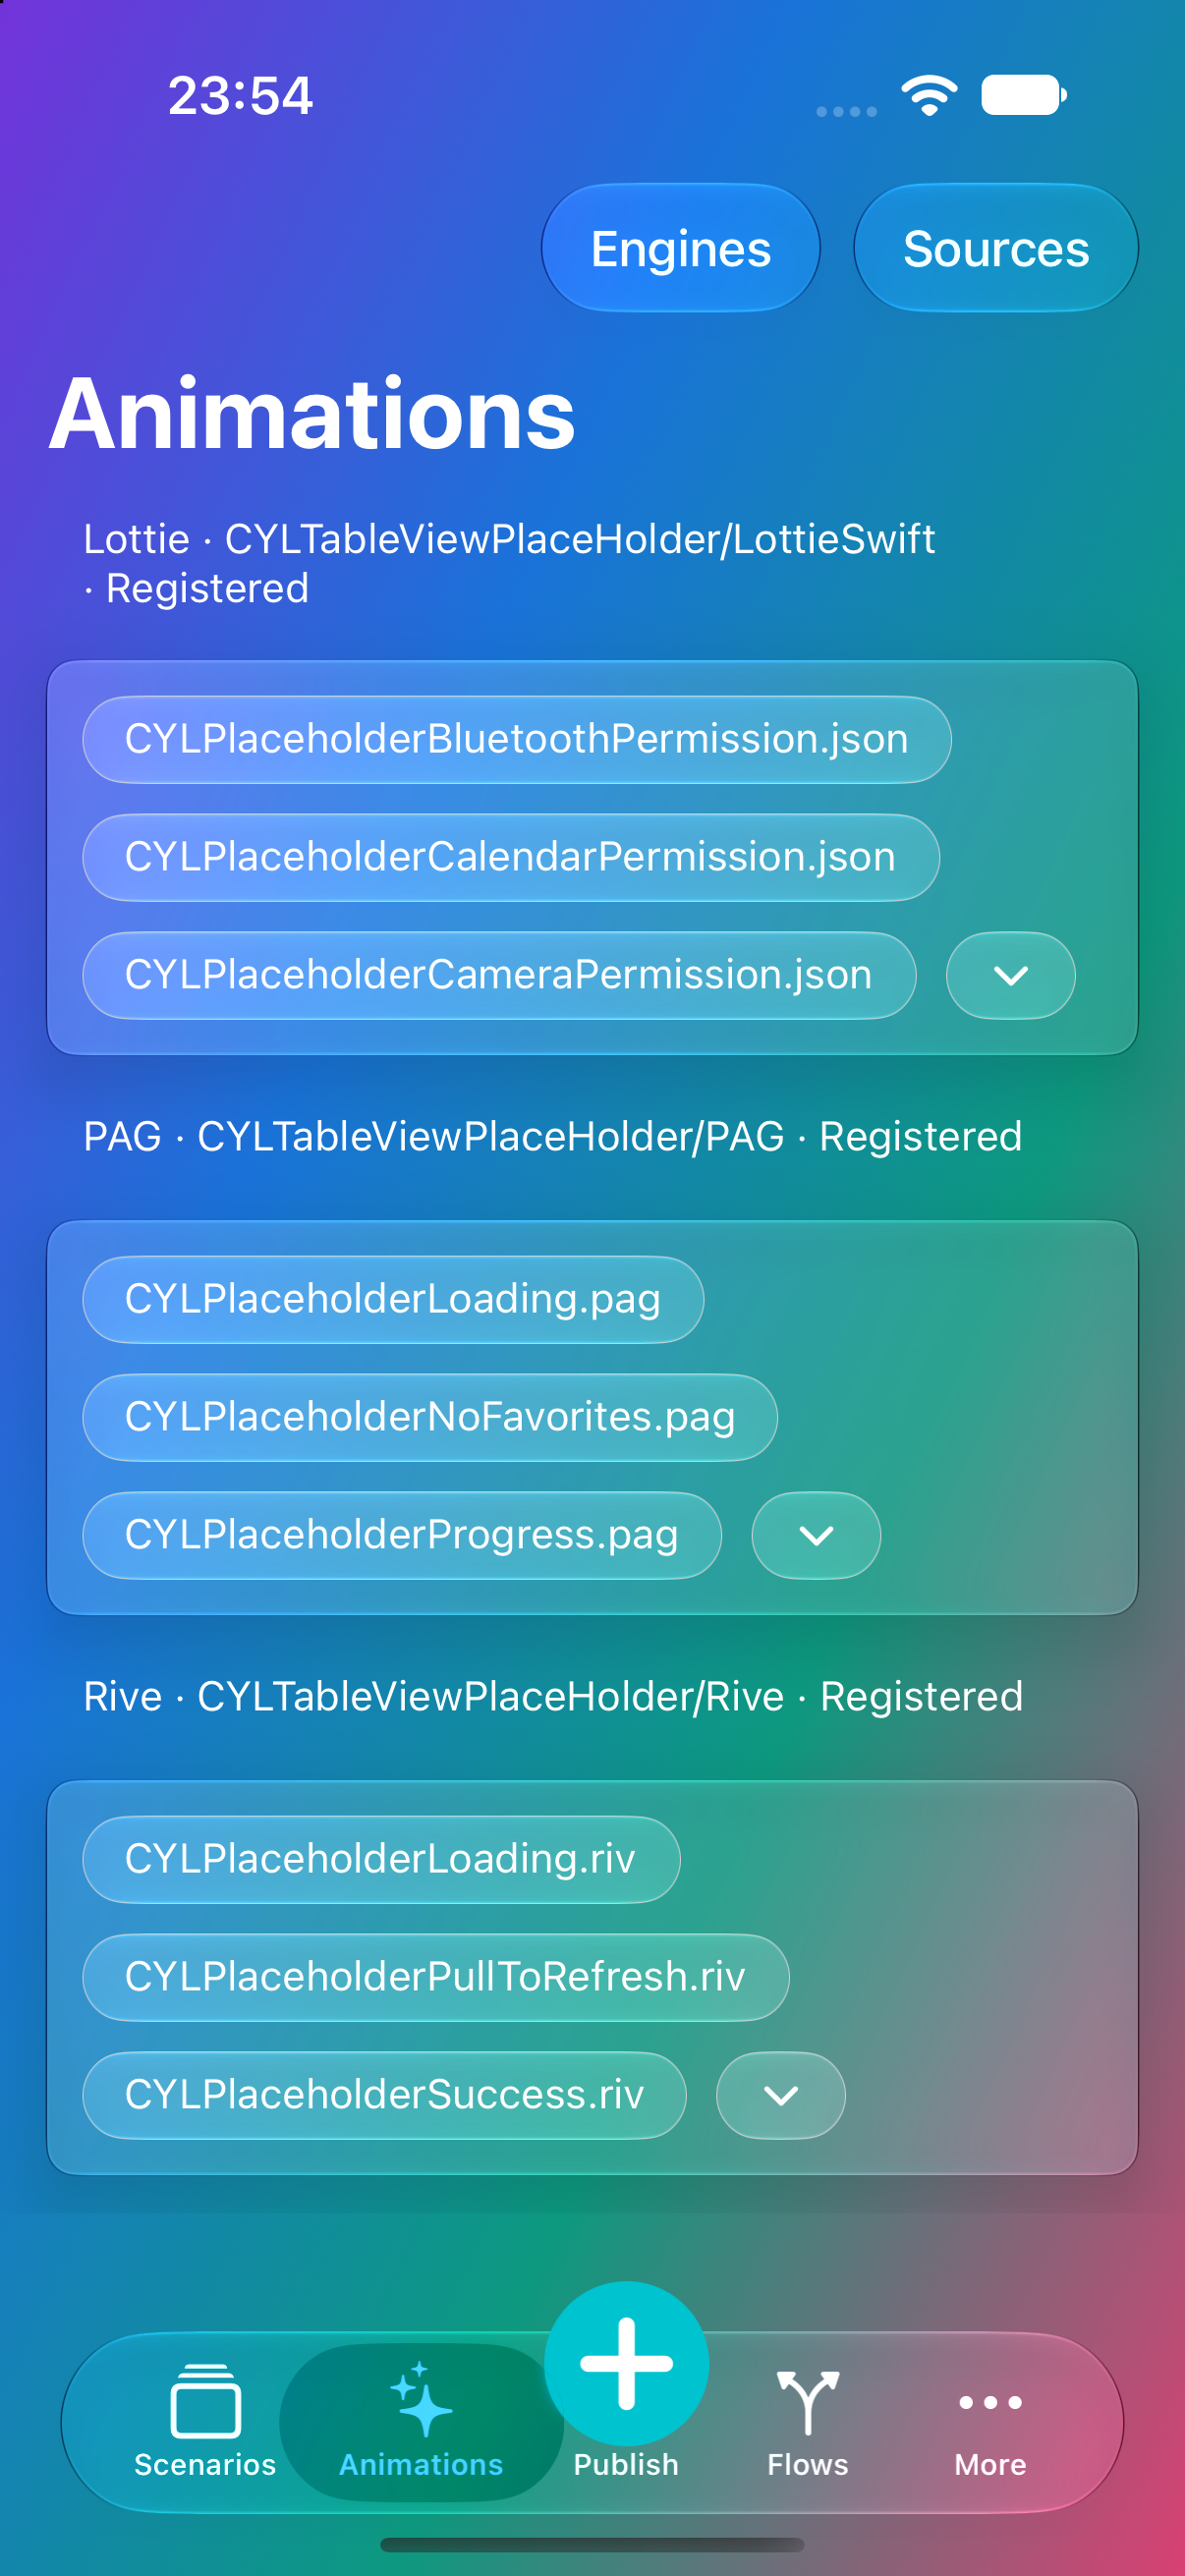 23:54
Engines
Sources
Animations
Lottie · CYLTableViewPlaceHolder/LottieSwift
· Registered
CYLPlaceholderBluetoothPermission.json
CYLPlaceholderCalendarPermission.json
CYLPlaceholderCameraPermission.json
PAG · CYLTableViewPlaceHolder/PAG · Registered
CYLPlaceholderLoading.pag
CYLPlaceholderNoFavorites.pag
CYLPlaceholderProgress.pag
Rive · CYLTableViewPlaceHolder/Rive · Registered
CYLPlaceholderLoading.riv
CYLPlaceholderPullToRefresh.riv
CYLPlaceholderSuccess.riv
Scenarios
Animations
Publish
Flows
More